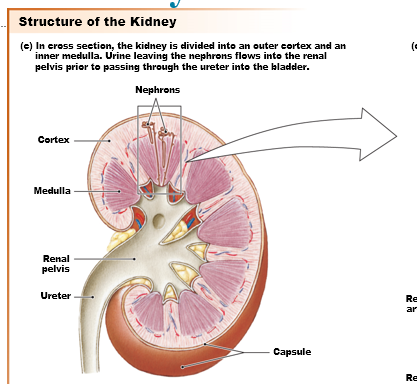 Structure of the Kidney
(c) In cross section, the kidney is divided into an outer cortex and an
inner medulla. Urine leaving the nephrons flows into the renal
pelvis prior to passing through the ureter into the bladder.
Nephrons
Cortex
Medulla
Renal
pelvis
Ureter
Capsule